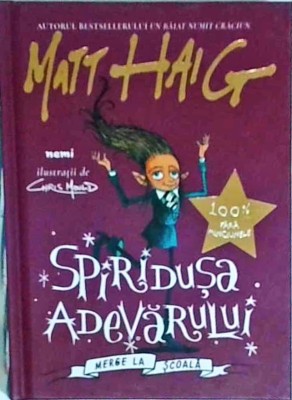 AUTORUL BESTSELLERULUI UN BĂIAT NUMIT CRĂCIUN
MATT HAIG
nemi
ilustrații de
CHRIS MOULD
100%
FĂRĂ
MINCIUNELE
SPIRIDUȘA
ADEVĂRULUI
MERGE LA ȘCOALĂ